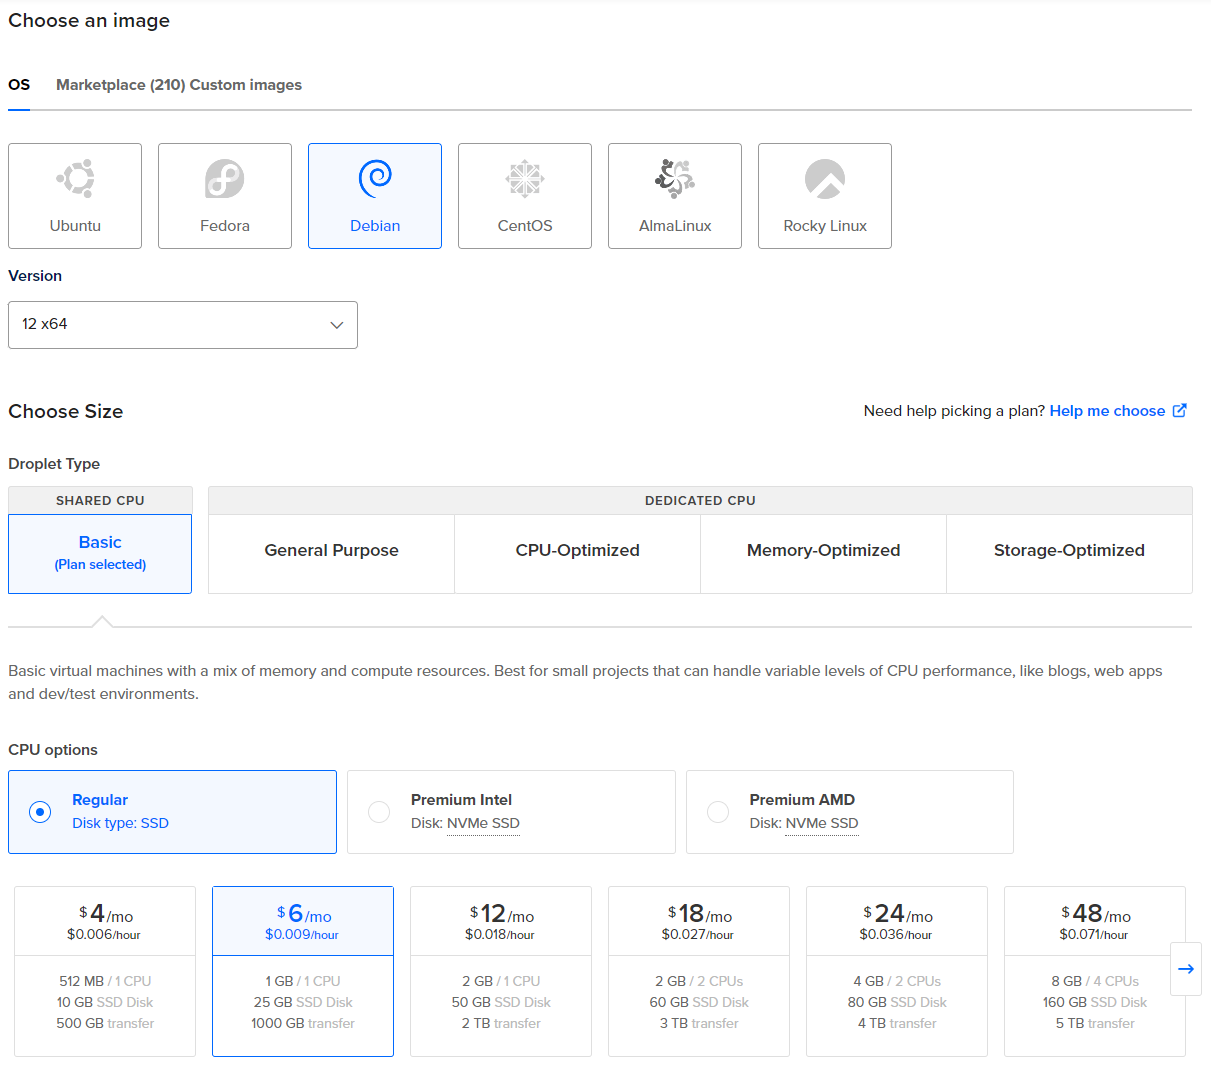 Choose an image
OS Marketplace (210) Custom images
Ubuntu
Fedora
Debian
CentOS
AlmaLinux
Rocky Linux
Version
12 x64
Choose Size
Need help picking a plan? Help me choose
Droplet Type
SHARED CPU
DEDICATED CPU
Basic
(Plan selected)
General Purpose
CPU-Optimized
Memory-Optimized
Storage-Optimized
Basic virtual machines with a mix of memory and compute resources. Best for small projects that can handle variable levels of CPU performance, like blogs, web apps
and dev/test environments.
CPU options
Regular
Disk type: SSD
Premium Intel
Disk: NVMe SSD
Premium AMD
Disk: NVMe SSD
$4/mo
$0.006/hour
512 MB / 1 CPU
10 GB SSD Disk
500 GB transfer
$6/mo
$0.009/hour
1 GB / 1 CPU
25 GB SSD Disk
1000 GB transfer
$12/mo
$0.018/hour
2 GB / 1 CPU
50 GB SSD Disk
2 TB transfer
$18/mo
$0.027/hour
2 GB / 2 CPUs
60 GB SSD Disk
3 TB transfer
$24/mo
$0.036/hour
4 GB / 2 CPUs
80 GB SSD Disk
4 TB transfer
$48/mo
$0.071/hour
8 GB / 4 CPUs
160 GB SSD Disk
5 TB transfer